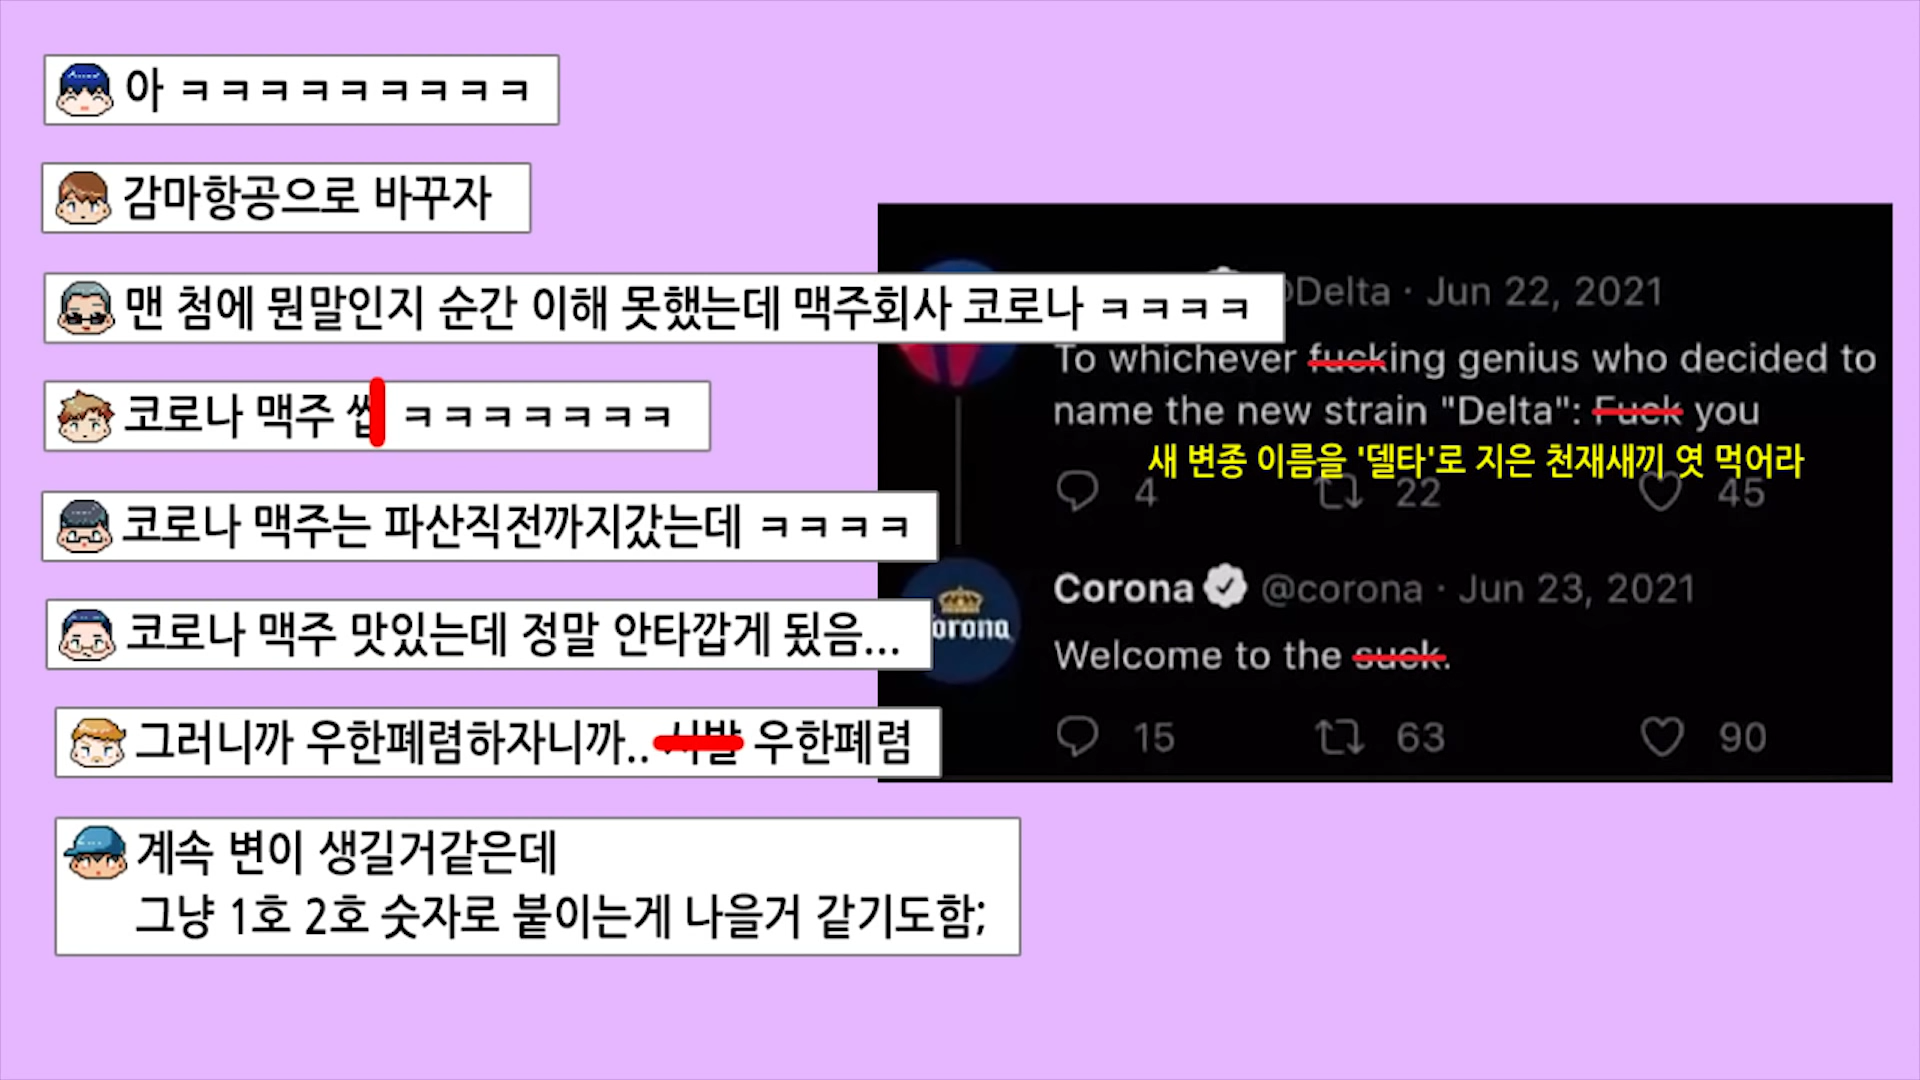 아 ㅋㅋㅋㅋㅋㅋㅋㅋㅋ
감마항공으로 바꾸자
맨 첨에 뭔말인지 순간 이해 못했는데 맥주회사 코로나 ㅋㅋㅋㅋ
코로나 맥주 씹 ㅋㅋㅋㅋㅋㅋㅋ
코로나 맥주는 파산직전까지갔는데 ㅋㅋㅋㅋ
코로나 맥주 맛있는데 정말 안타깝게 됬음...
그러니까 우한폐렴하자니까.. 시발 우한폐렴
계속 변이 생길거같은데
그냥 1호 2호 숫자로 붙이는게 나을거 같기도함;
@Delta · Jun 22, 2021
To whichever fucking genius who decided to
name the new strain "Delta": Fuck you
새 변종 이름을 '델타'로 지은 천재새끼 엿 먹어라
4 22 45
Corona @corona · Jun 23, 2021
orona
Welcome to the suck.
15 63 90